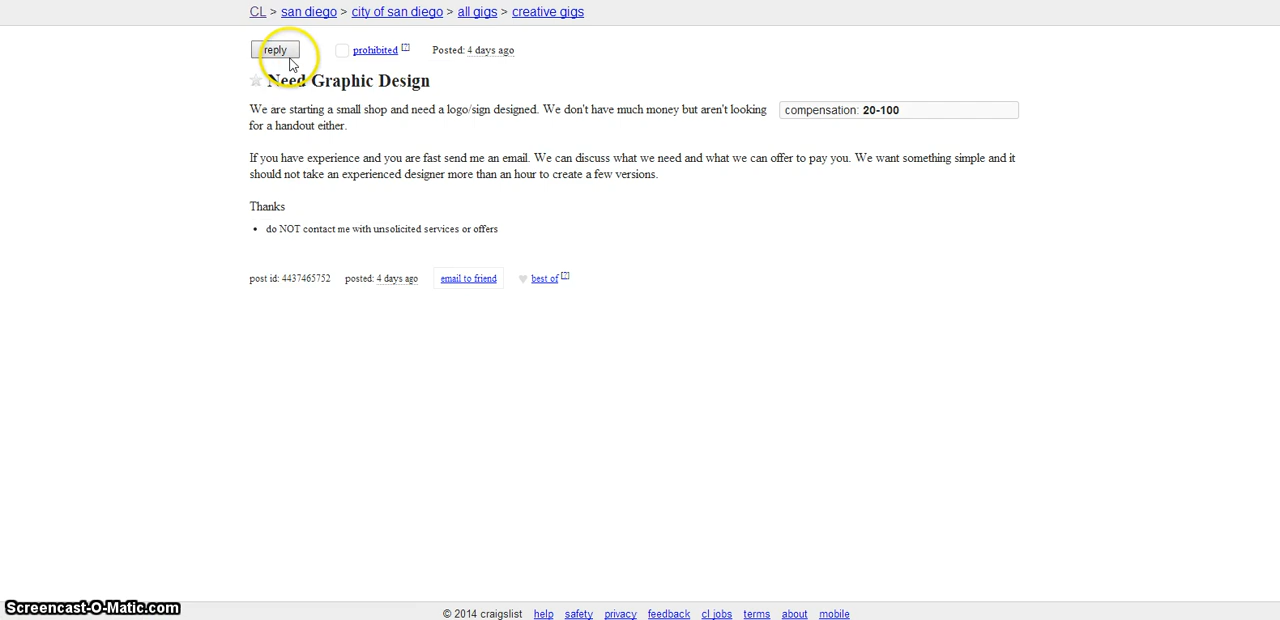 CL > san diego > city of san diego > all gigs > creative gigs
reply prohibited [?] Posted: 4 days ago
Need Graphic Design
We are starting a small shop and need a logo/sign designed. We don't have much money but aren't looking
for a handout either.
compensation: 20-100
If you have experience and you are fast send me an email. We can discuss what we need and what we can offer to pay you. We want something simple and it
should not take an experienced designer more than an hour to create a few versions.
Thanks
• do NOT contact me with unsolicited services or offers
post id: 4437465752 posted: 4 days ago email to friend best of [?]
Screencast-O-Matic.com
© 2014 craigslist help safety privacy feedback cl jobs terms about mobile